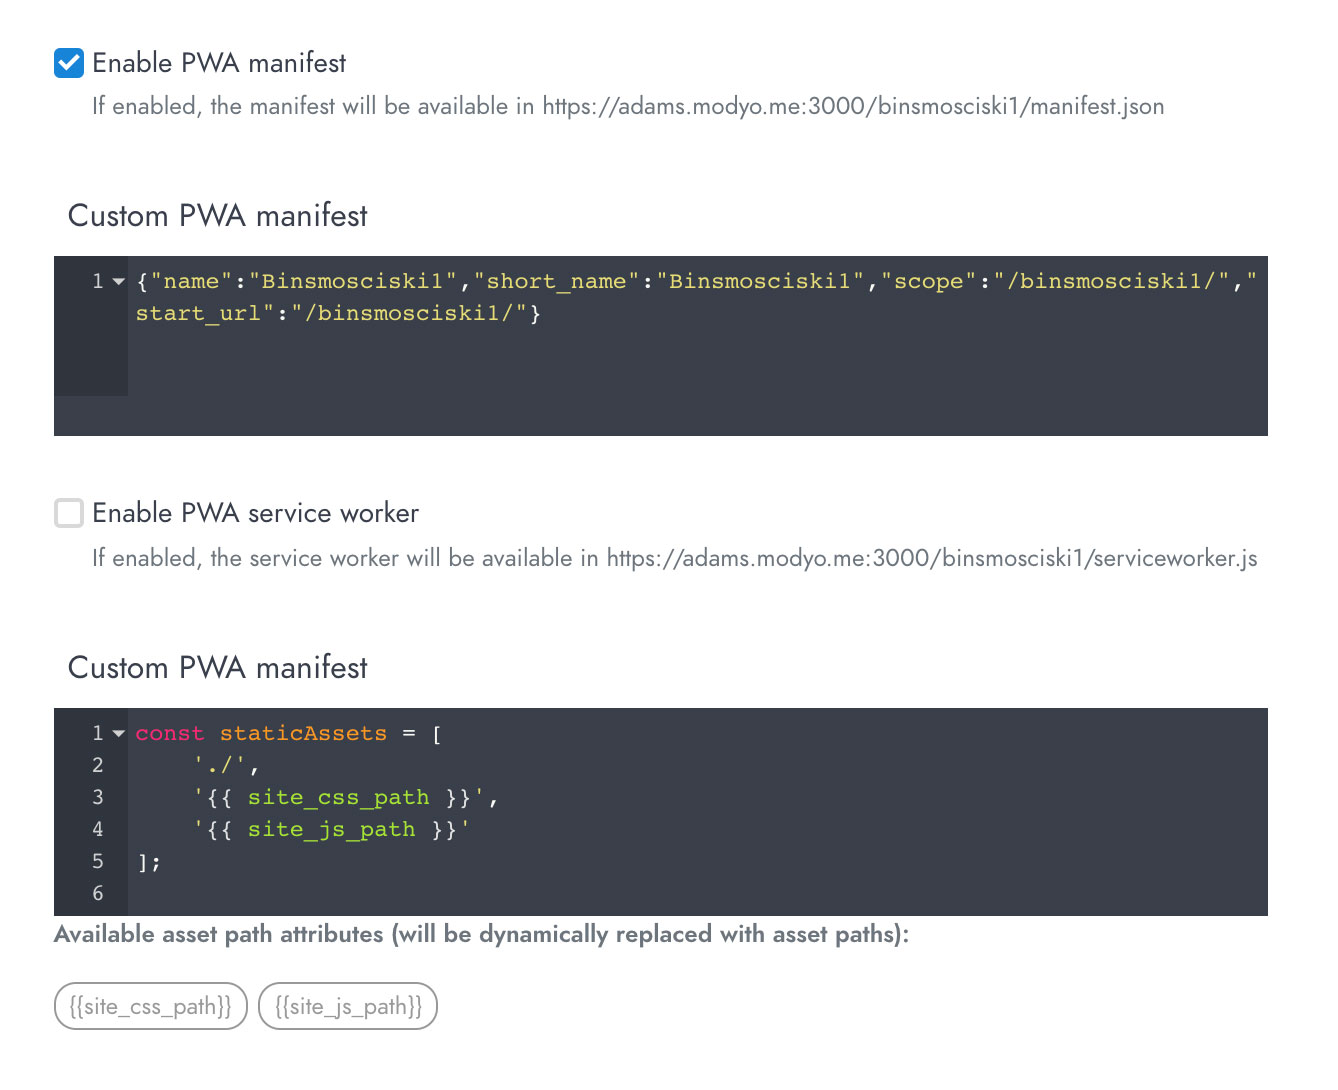 Enable PWA manifest
If enabled, the manifest will be available in https://adams.modyo.me:3000/binsmosciski1/manifest.json
Custom PWA manifest
1 {"name":"Binsmosciski1","short_name":"Binsmosciski1","scope":"/binsmosciski1/","
start_url":"/binsmosciski1/"}
Enable PWA service worker
If enabled, the service worker will be available in https://adams.modyo.me:3000/binsmosciski1/serviceworker.js
Custom PWA manifest
1 const staticAssets = [
2     './',
3     '{{ site_css_path }}',
4     '{{ site_js_path }}'
5 ];
6
Available asset path attributes (will be dynamically replaced with asset paths):
{{site_css_path}} {{site_js_path}}